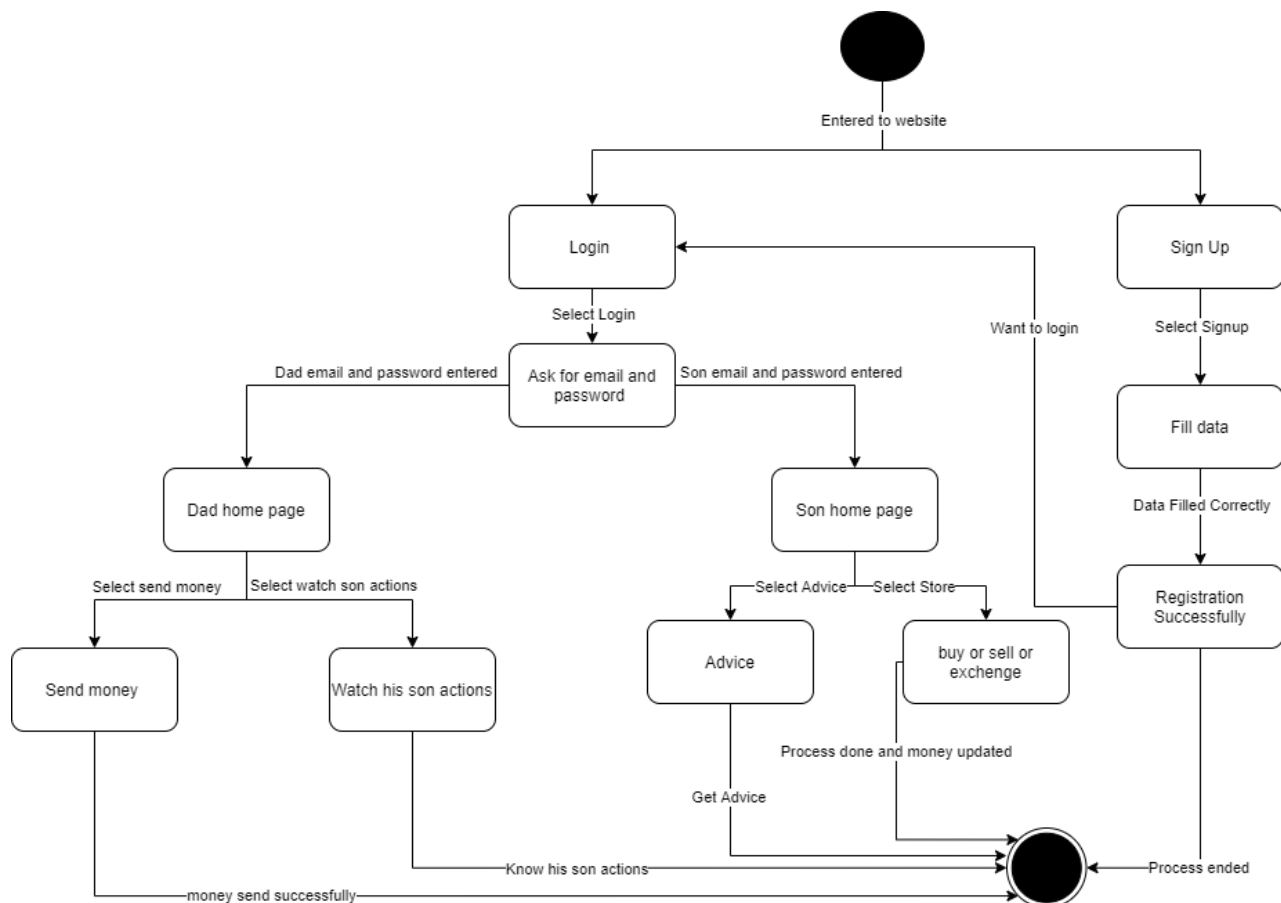 Entered to website
Login
Sign Up
Select Login
Want to login
Select Signup
Dad email and password entered
Ask for email and
password
Son email and password entered
Fill data
Dad home page
Son home page
Data Filled Correctly
Select send money
Select watch son actions
Select Advice
Select Store
Registration
Successfully
Send money
Watch his son actions
Advice
buy or sell or
exchenge
Process done and money updated
Get Advice
Know his son actions
Process ended
money send successfully